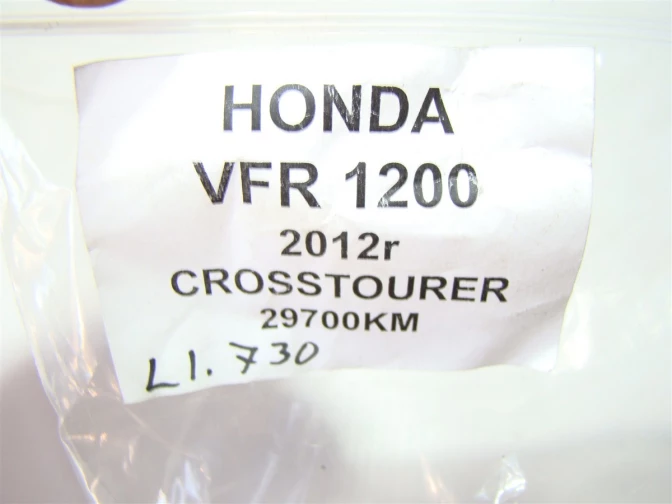 HONDA
VFR 1200
2012r
CROSSTOURER
29700KM
L1.730